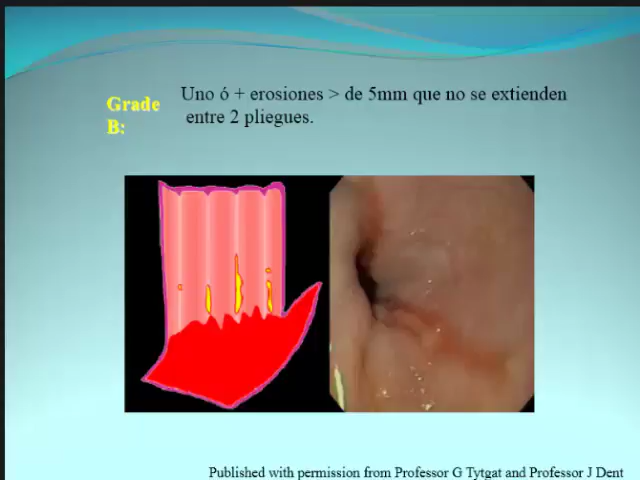 Grade
B:
Uno ó + erosiones > de 5mm que no se extienden
entre 2 pliegues.
Published with permission from Professor G Tytgat and Professor J Dent